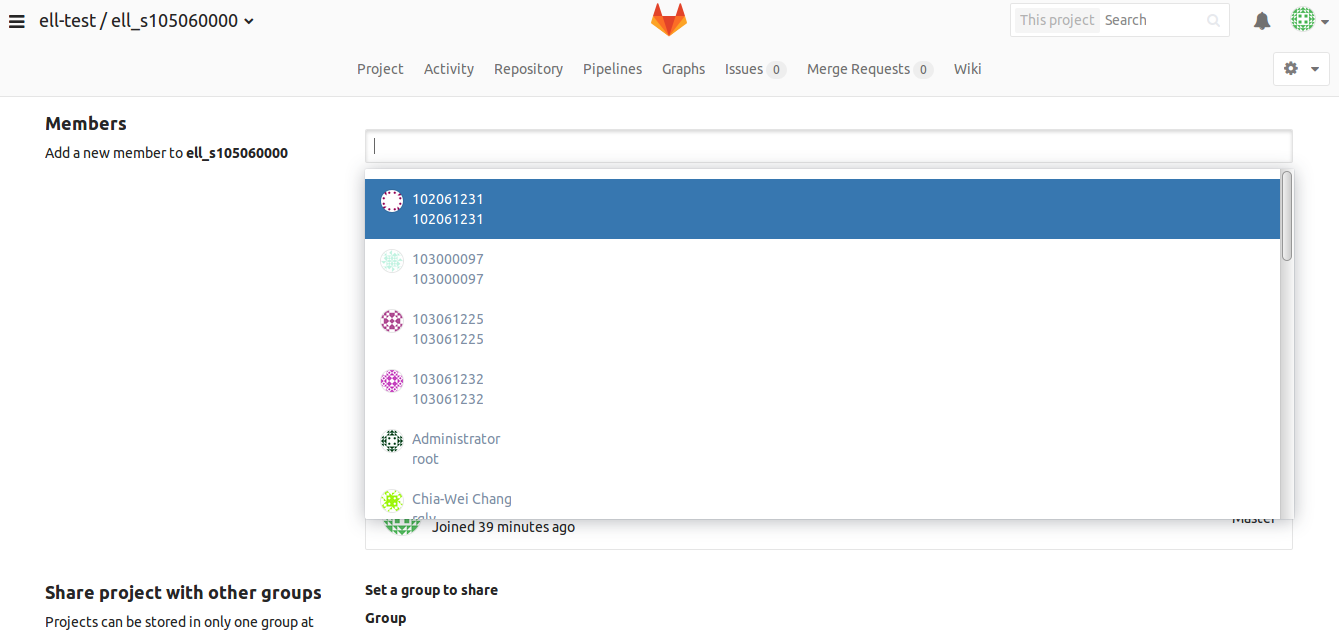 ell-test / ell_s105060000
This project Search
Project Activity Repository Pipelines Graphs Issues 0 Merge Requests 0 Wiki
Members
Add a new member to ell_s105060000
102061231
102061231
103000097
103000097
103061225
103061225
103061232
103061232
Administrator
root
Chia-Wei Chang
Joined 39 minutes ago
Master
Share project with other groups
Projects can be stored in only one group at
Set a group to share
Group